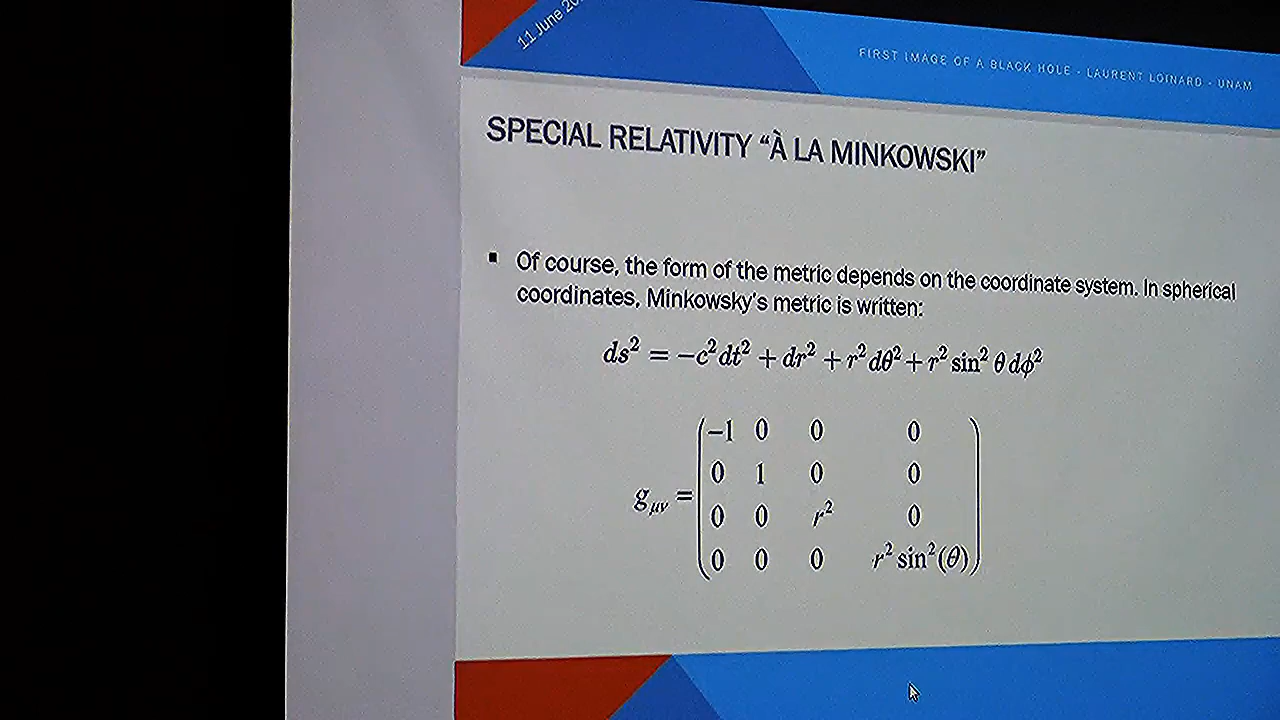 11 June
FIRST IMAGE OF A BLACK HOLE - LAURENT LOINARD - UNAM
SPECIAL RELATIVITY “À LA MINKOWSKI”
▪ Of course, the form of the metric depends on the coordinate system. In spherical
coordinates, Minkowsky's metric is written:
ds² = −c²dt² + dr² + r²dθ² + r² sin² θ dϕ²
−1 0 0 0
0 1 0 0
gμν =
0 0 r² 0
0 0 0 r² sin²(θ)